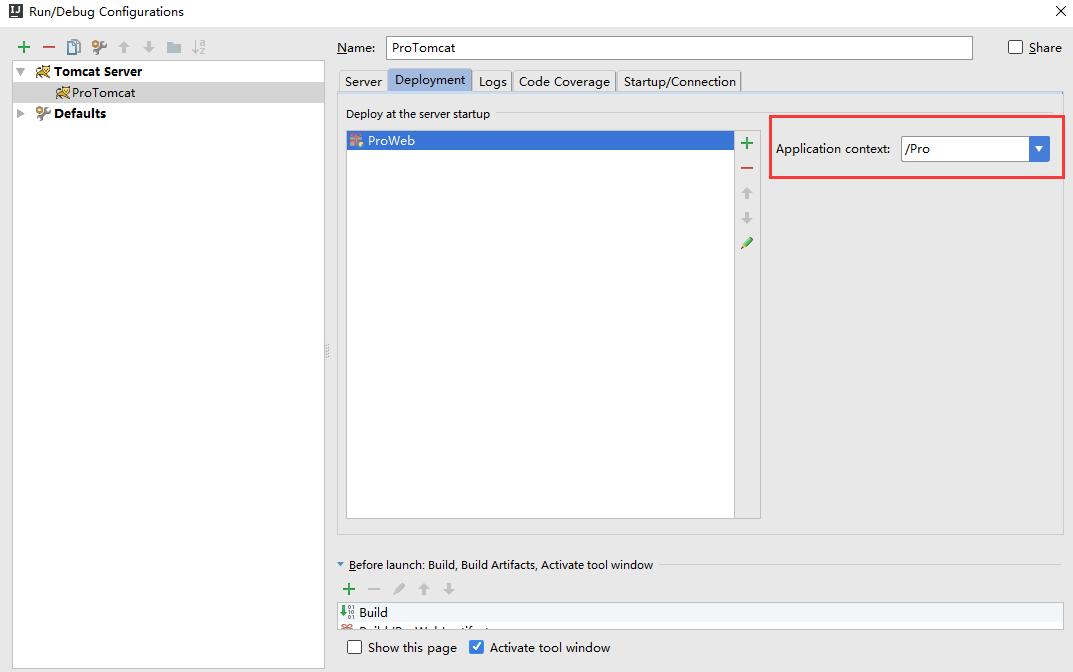 Run/Debug Configurations
Name: ProTomcat
Share
Tomcat Server
ProTomcat
Defaults
Server Deployment Logs Code Coverage Startup/Connection
Deploy at the server startup
ProWeb
Application context: /Pro
Before launch: Build, Build Artifacts, Activate tool window
Build
Show this page
Activate tool window